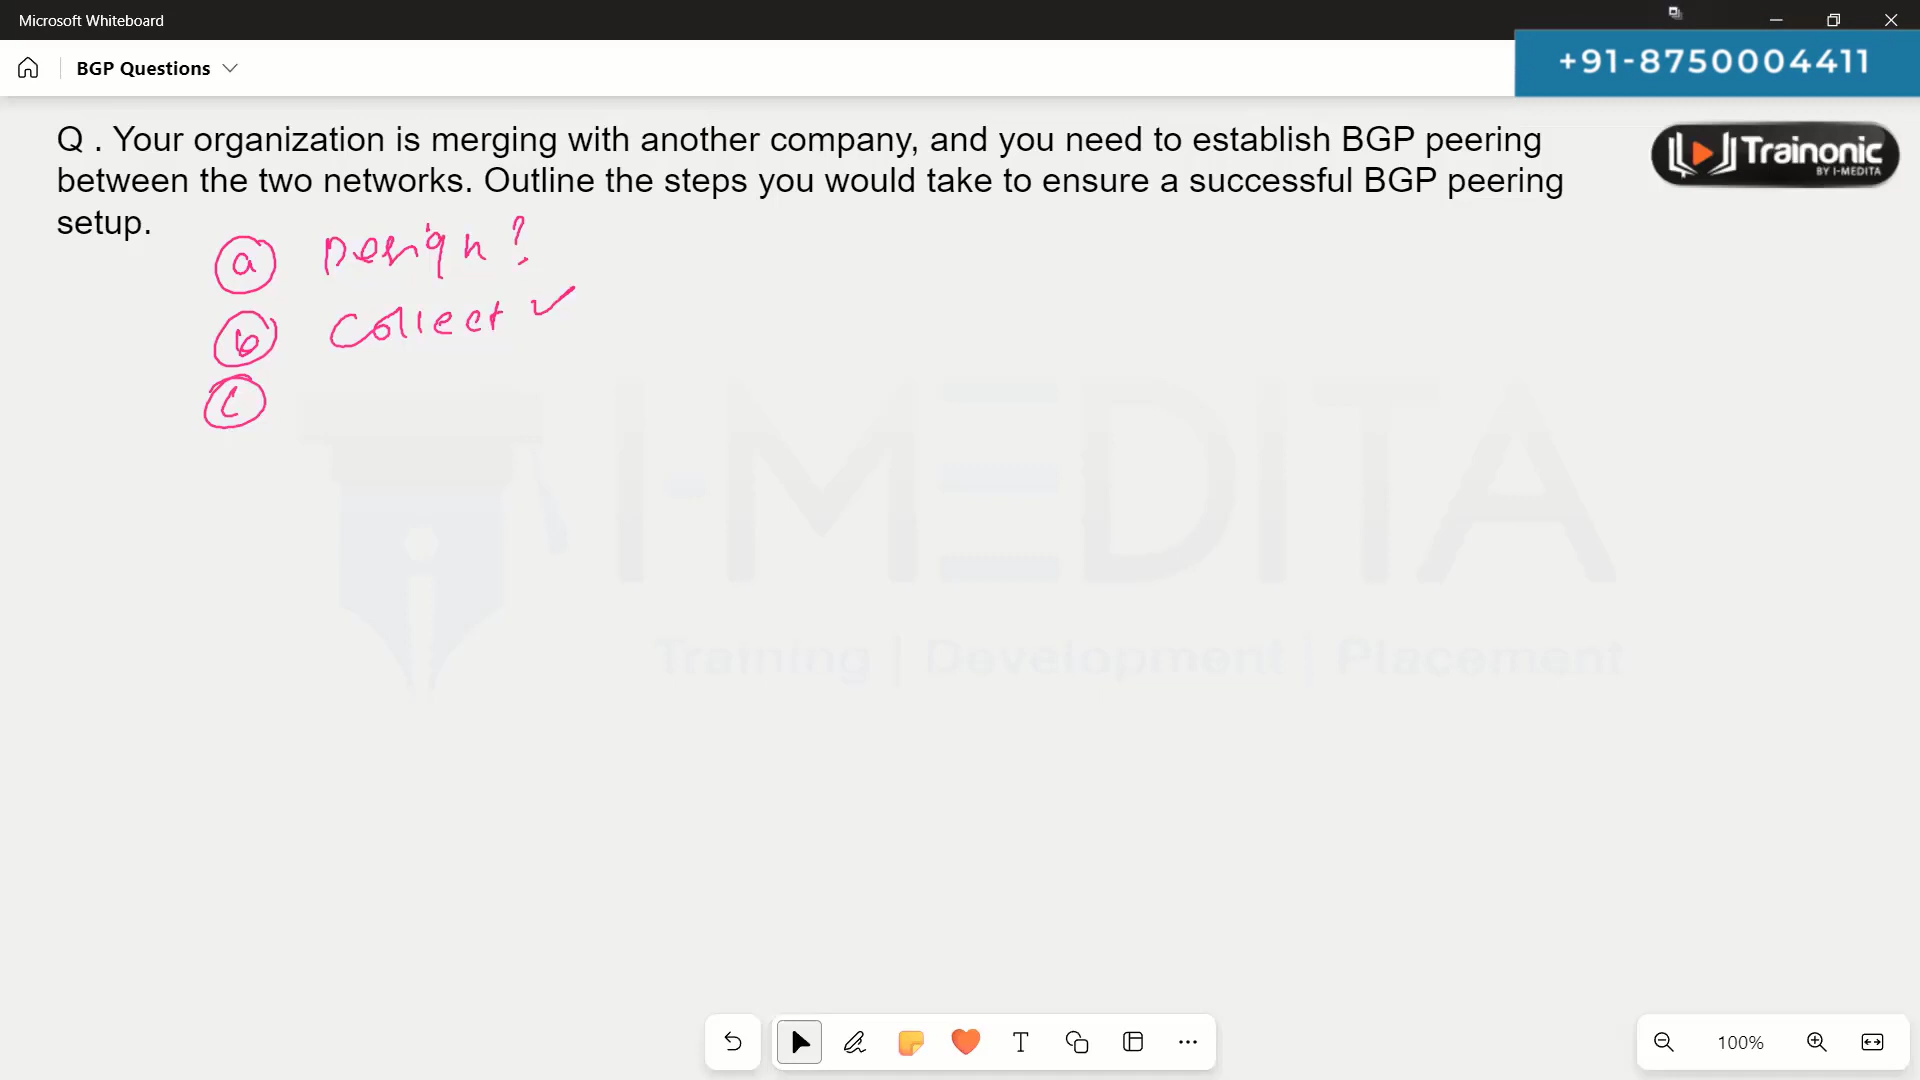 Microsoft Whiteboard
BGP Questions
+91-8750004411
Q . Your organization is merging with another company, and you need to establish BGP peering
between the two networks. Outline the steps you would take to ensure a successful BGP peering
setup.
Trainonic
BY I-MEDITA
a Design ?
b Collect
c
I-MEDITA
Training | Development | Placement
T
100%